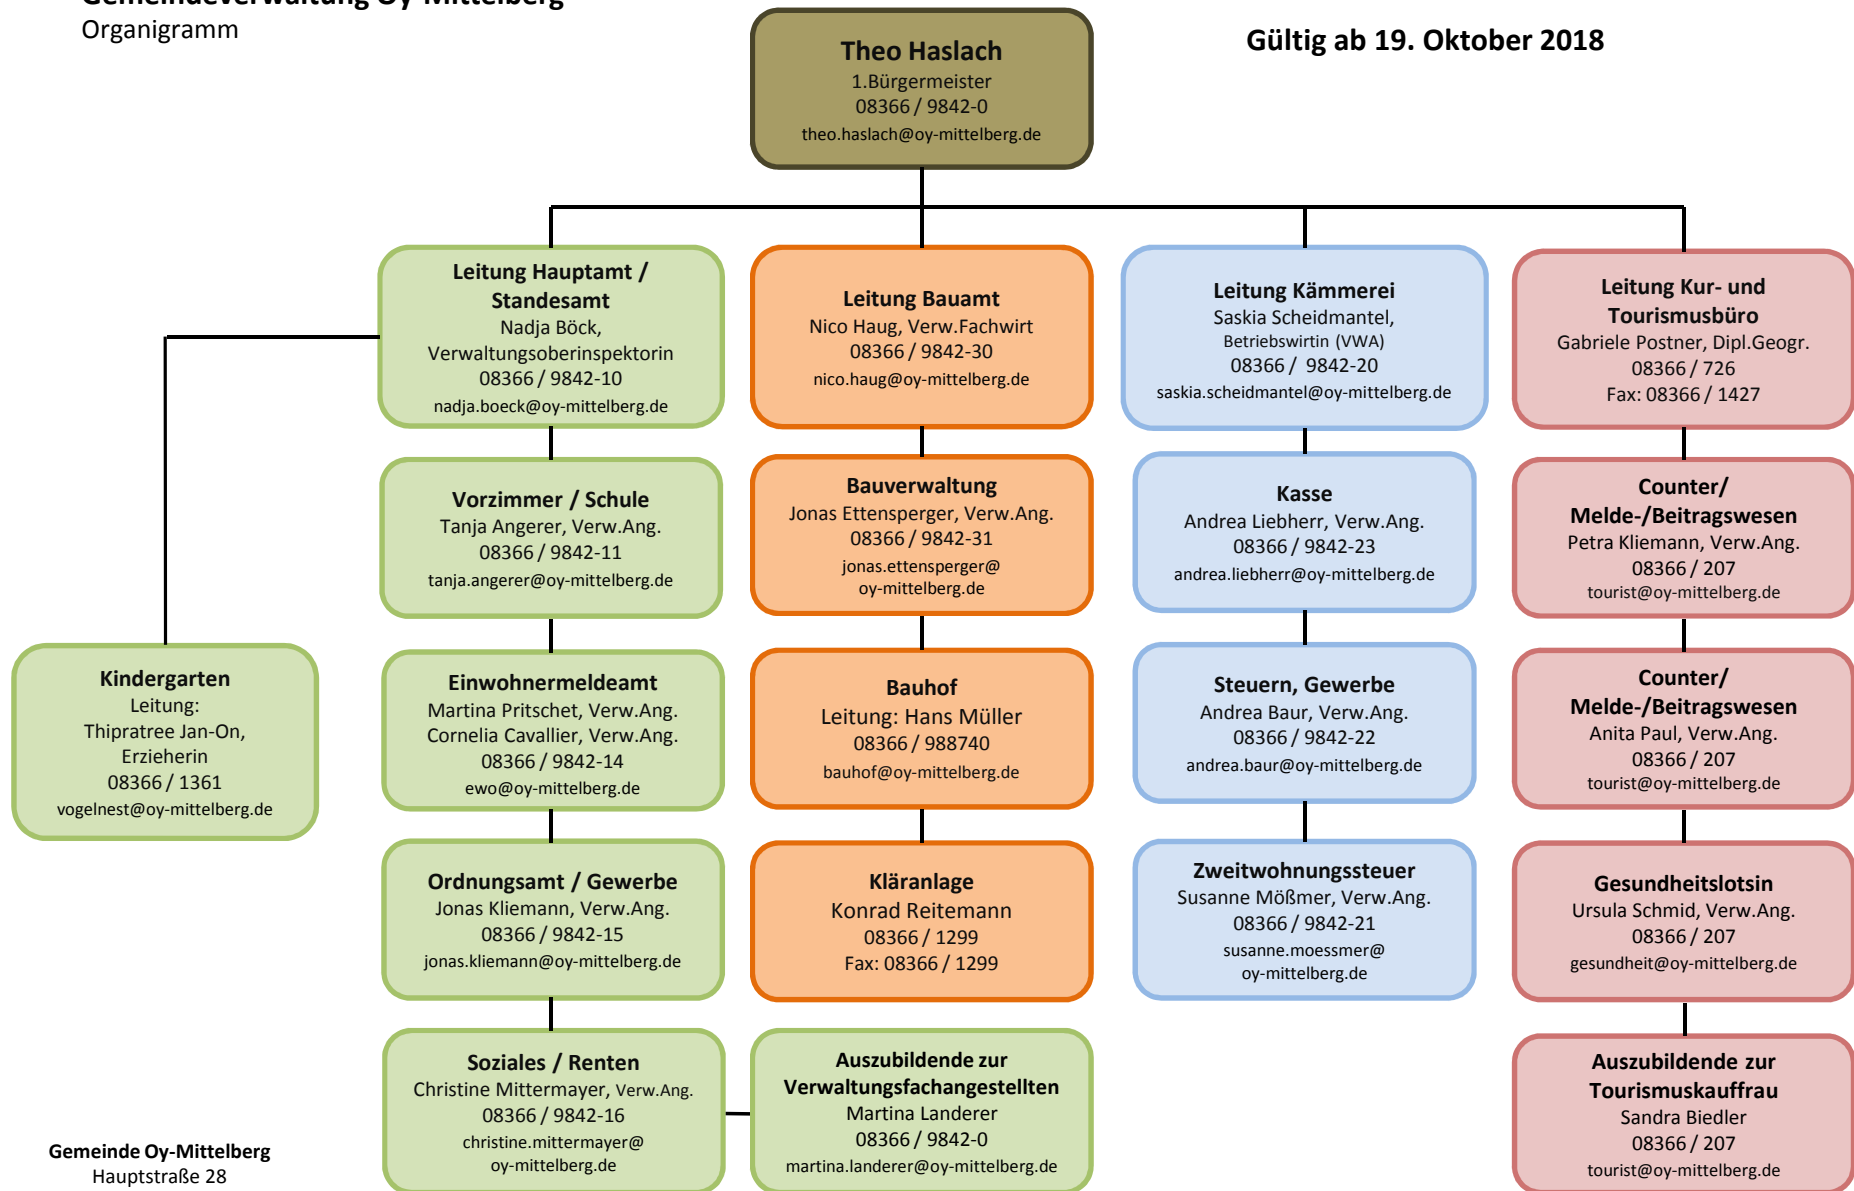 Gemeindeverwaltung Oy-Mittelberg
Organigramm
Gültig ab 19. Oktober 2018
Theo Haslach
1.Bürgermeister
08366 / 9842-0
theo.haslach@oy-mittelberg.de
Leitung Hauptamt /
Standesamt
Nadja Böck,
Verwaltungsoberinspektorin
08366 / 9842-10
nadja.boeck@oy-mittelberg.de
Leitung Bauamt
Nico Haug, Verw.Fachwirt
08366 / 9842-30
nico.haug@oy-mittelberg.de
Leitung Kämmerei
Saskia Scheidmantel,
Betriebswirtin (VWA)
08366 / 9842-20
saskia.scheidmantel@oy-mittelberg.de
Leitung Kur- und
Tourismusbüro
Gabriele Postner, Dipl.Geogr.
08366 / 726
Fax: 08366 / 1427
Vorzimmer / Schule
Tanja Angerer, Verw.Ang.
08366 / 9842-11
tanja.angerer@oy-mittelberg.de
Bauverwaltung
Jonas Ettensperger, Verw.Ang.
08366 / 9842-31
jonas.ettensperger@
oy-mittelberg.de
Kasse
Andrea Liebherr, Verw.Ang.
08366 / 9842-23
andrea.liebherr@oy-mittelberg.de
Counter/
Melde-/Beitragswesen
Petra Kliemann, Verw.Ang.
08366 / 207
tourist@oy-mittelberg.de
Kindergarten
Leitung:
Thipratree Jan-On,
Erzieherin
08366 / 1361
vogelnest@oy-mittelberg.de
Einwohnermeldeamt
Martina Pritschet, Verw.Ang.
Cornelia Cavallier, Verw.Ang.
08366 / 9842-14
ewo@oy-mittelberg.de
Bauhof
Leitung: Hans Müller
08366 / 988740
bauhof@oy-mittelberg.de
Steuern, Gewerbe
Andrea Baur, Verw.Ang.
08366 / 9842-22
andrea.baur@oy-mittelberg.de
Counter/
Melde-/Beitragswesen
Anita Paul, Verw.Ang.
08366 / 207
tourist@oy-mittelberg.de
Ordnungsamt / Gewerbe
Jonas Kliemann, Verw.Ang.
08366 / 9842-15
jonas.kliemann@oy-mittelberg.de
Kläranlage
Konrad Reitemann
08366 / 1299
Fax: 08366 / 1299
Zweitwohnungssteuer
Susanne Mößmer, Verw.Ang.
08366 / 9842-21
susanne.moessmer@
oy-mittelberg.de
Gesundheitslotsin
Ursula Schmid, Verw.Ang.
08366 / 207
gesundheit@oy-mittelberg.de
Soziales / Renten
Christine Mittermayer, Verw.Ang.
08366 / 9842-16
christine.mittermayer@
oy-mittelberg.de
Auszubildende zur
Verwaltungsfachangestellten
Martina Landerer
08366 / 9842-0
martina.landerer@oy-mittelberg.de
Auszubildende zur
Tourismuskauffrau
Sandra Biedler
08366 / 207
tourist@oy-mittelberg.de
Gemeinde Oy-Mittelberg
Hauptstraße 28